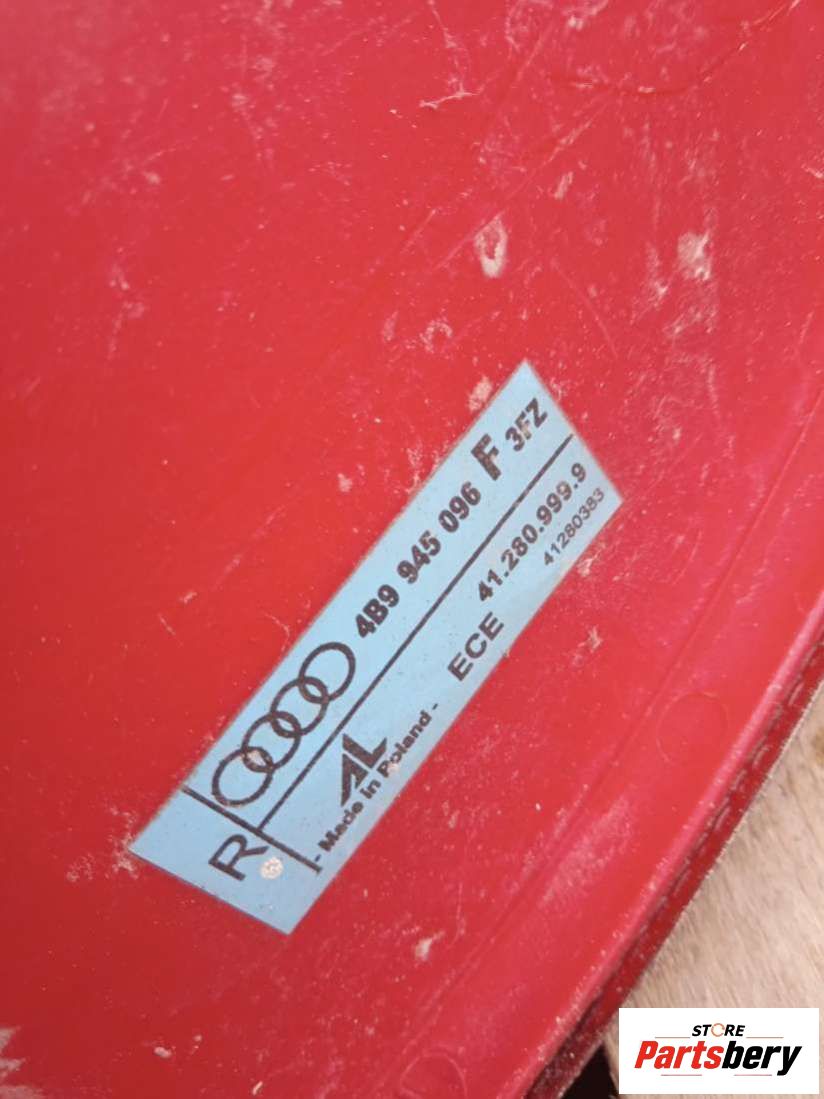 4B9 945 096 F 3FZ
R
41.280.999.9
AL ECE 41280383
- Made in Poland -
STORE
Partsbery